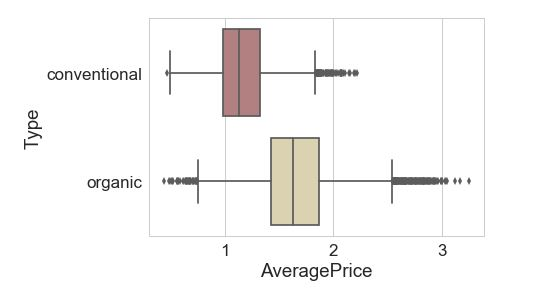 conventional
Type
organic
1 2 3
AveragePrice